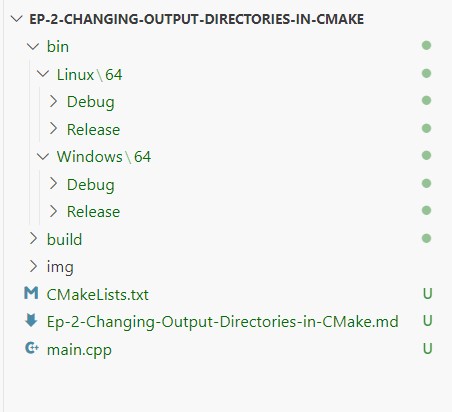 EP-2-CHANGING-OUTPUT-DIRECTORIES-IN-CMAKE
bin
Linux\64
Debug
Release
Windows\64
Debug
Release
build
img
CMakeLists.txt U
Ep-2-Changing-Output-Directories-in-CMake.md U
main.cpp U